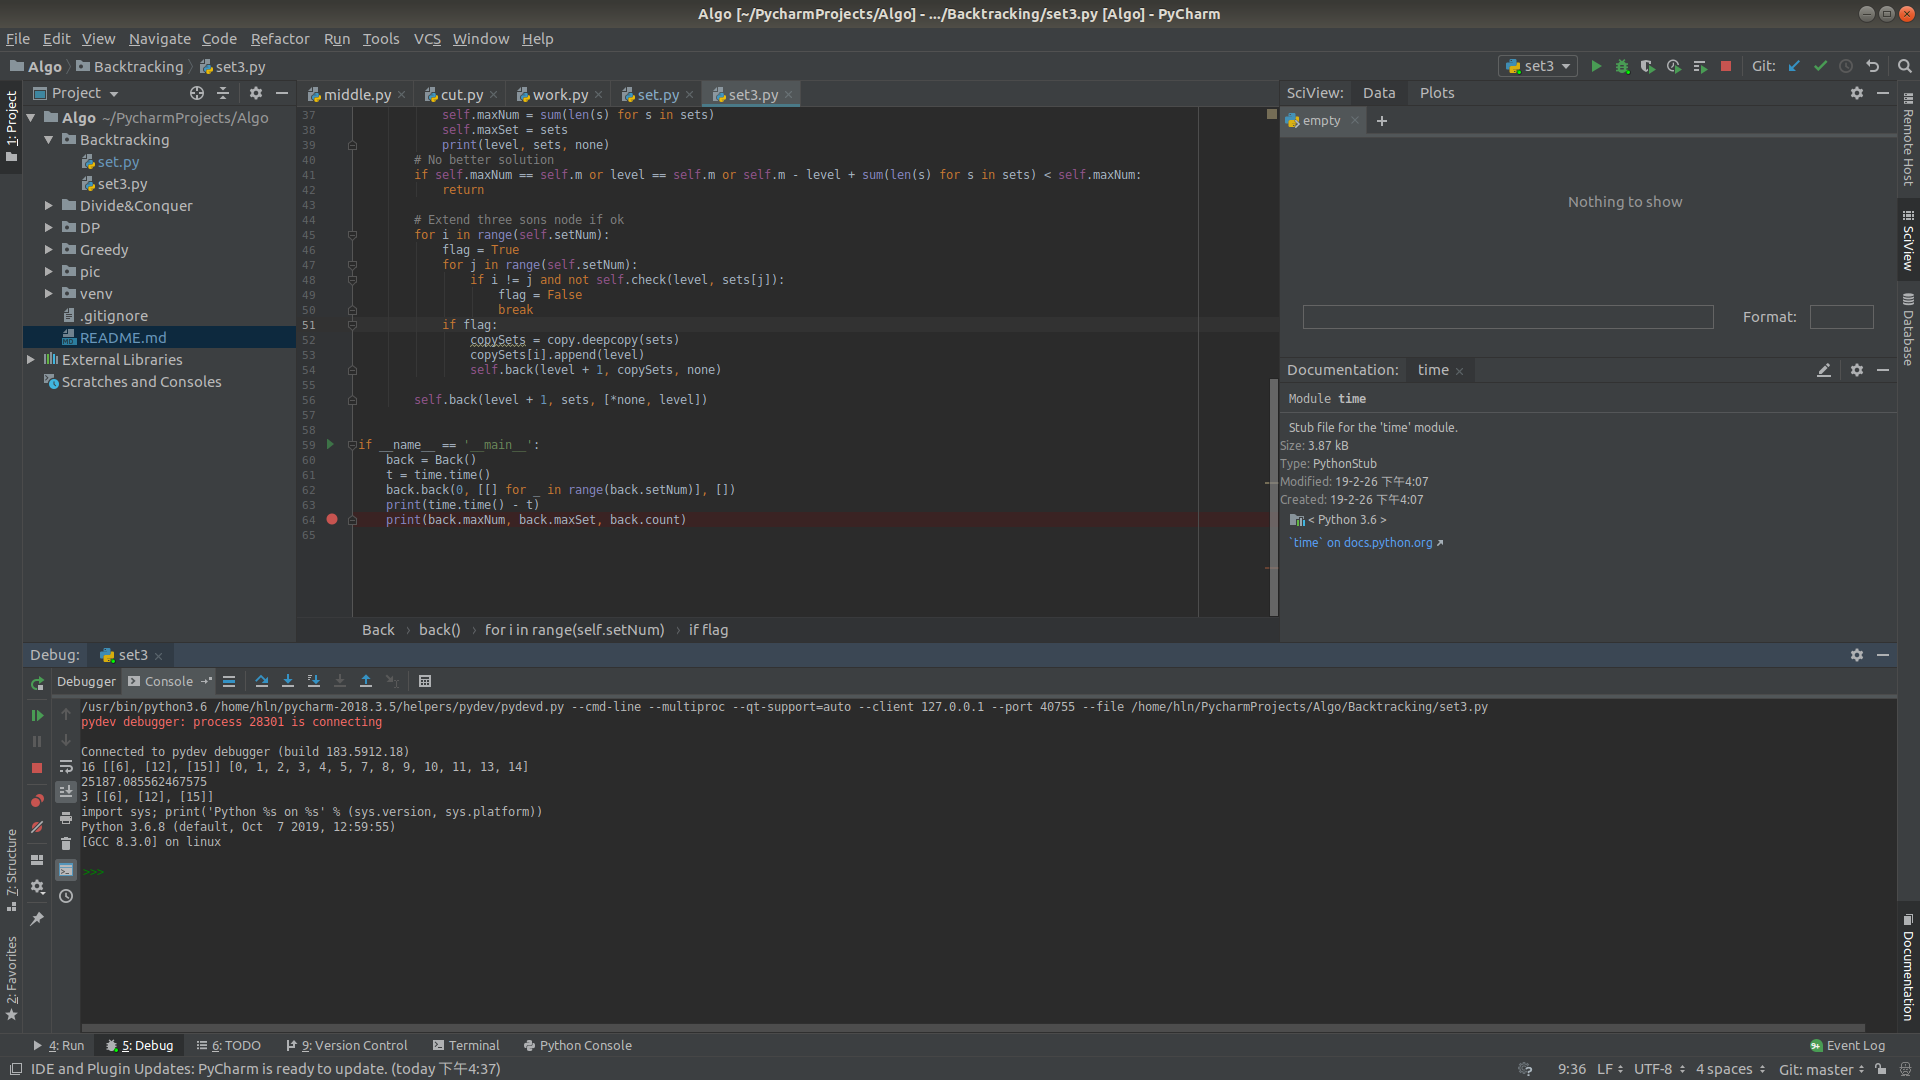 Algo [~/PycharmProjects/Algo] - .../Backtracking/set3.py [Algo] - PyCharm
File Edit View Navigate Code Refactor Run Tools VCS Window Help
Algo Backtracking set3.py
set3 Git:
1: Project
Project
Algo ~/PycharmProjects/Algo
Backtracking
set.py
set3.py
Divide&Conquer
DP
Greedy
pic
venv
.gitignore
README.md
External Libraries
Scratches and Consoles
middle.py cut.py work.py set.py set3.py
37 self.maxNum = sum(len(s) for s in sets)
38 self.maxSet = sets
39 print(level, sets, none)
40 # No better solution
41 if self.maxNum == self.m or level == self.m or self.m - level + sum(len(s) for s in sets) < self.maxNum:
42 return
43
44 # Extend three sons node if ok
45 for i in range(self.setNum):
46 flag = True
47 for j in range(self.setNum):
48 if i != j and not self.check(level, sets[j]):
49 flag = False
50 break
51 if flag:
52 copySets = copy.deepcopy(sets)
53 copySets[i].append(level)
54 self.back(level + 1, copySets, none)
55
56 self.back(level + 1, sets, [*none, level])
57
58
59 if __name__ == '__main__':
60 back = Back()
61 t = time.time()
62 back.back(0, [[] for _ in range(back.setNum)], [])
63 print(time.time() - t)
64 print(back.maxNum, back.maxSet, back.count)
65
Back back() for i in range(self.setNum) if flag
SciView: Data Plots
empty
Nothing to show
Format:
Documentation: time
Module time
Stub file for the 'time' module.
Size: 3.87 kB
Type: PythonStub
Modified: 19-2-26 下午4:07
Created: 19-2-26 下午4:07
< Python 3.6 >
`time` on docs.python.org
Remote Host
SciView
Database
Documentation
Debug: set3
Debugger Console
/usr/bin/python3.6 /home/hln/pycharm-2018.3.5/helpers/pydev/pydevd.py --cmd-line --multiproc --qt-support=auto --client 127.0.0.1 --port 40755 --file /home/hln/PycharmProjects/Algo/Backtracking/set3.py
pydev debugger: process 28301 is connecting
Connected to pydev debugger (build 183.5912.18)
16 [[6], [12], [15]] [0, 1, 2, 3, 4, 5, 7, 8, 9, 10, 11, 13, 14]
25187.085562467575
3 [[6], [12], [15]]
import sys; print('Python %s on %s' % (sys.version, sys.platform))
Python 3.6.8 (default, Oct  7 2019, 12:59:55)
[GCC 8.3.0] on linux
>>>
7: Structure
2: Favorites
4: Run 5: Debug 6: TODO 9: Version Control Terminal Python Console 9+ Event Log
IDE and Plugin Updates: PyCharm is ready to update. (today 下午4:37) 9:36 LF UTF-8 4 spaces Git: master